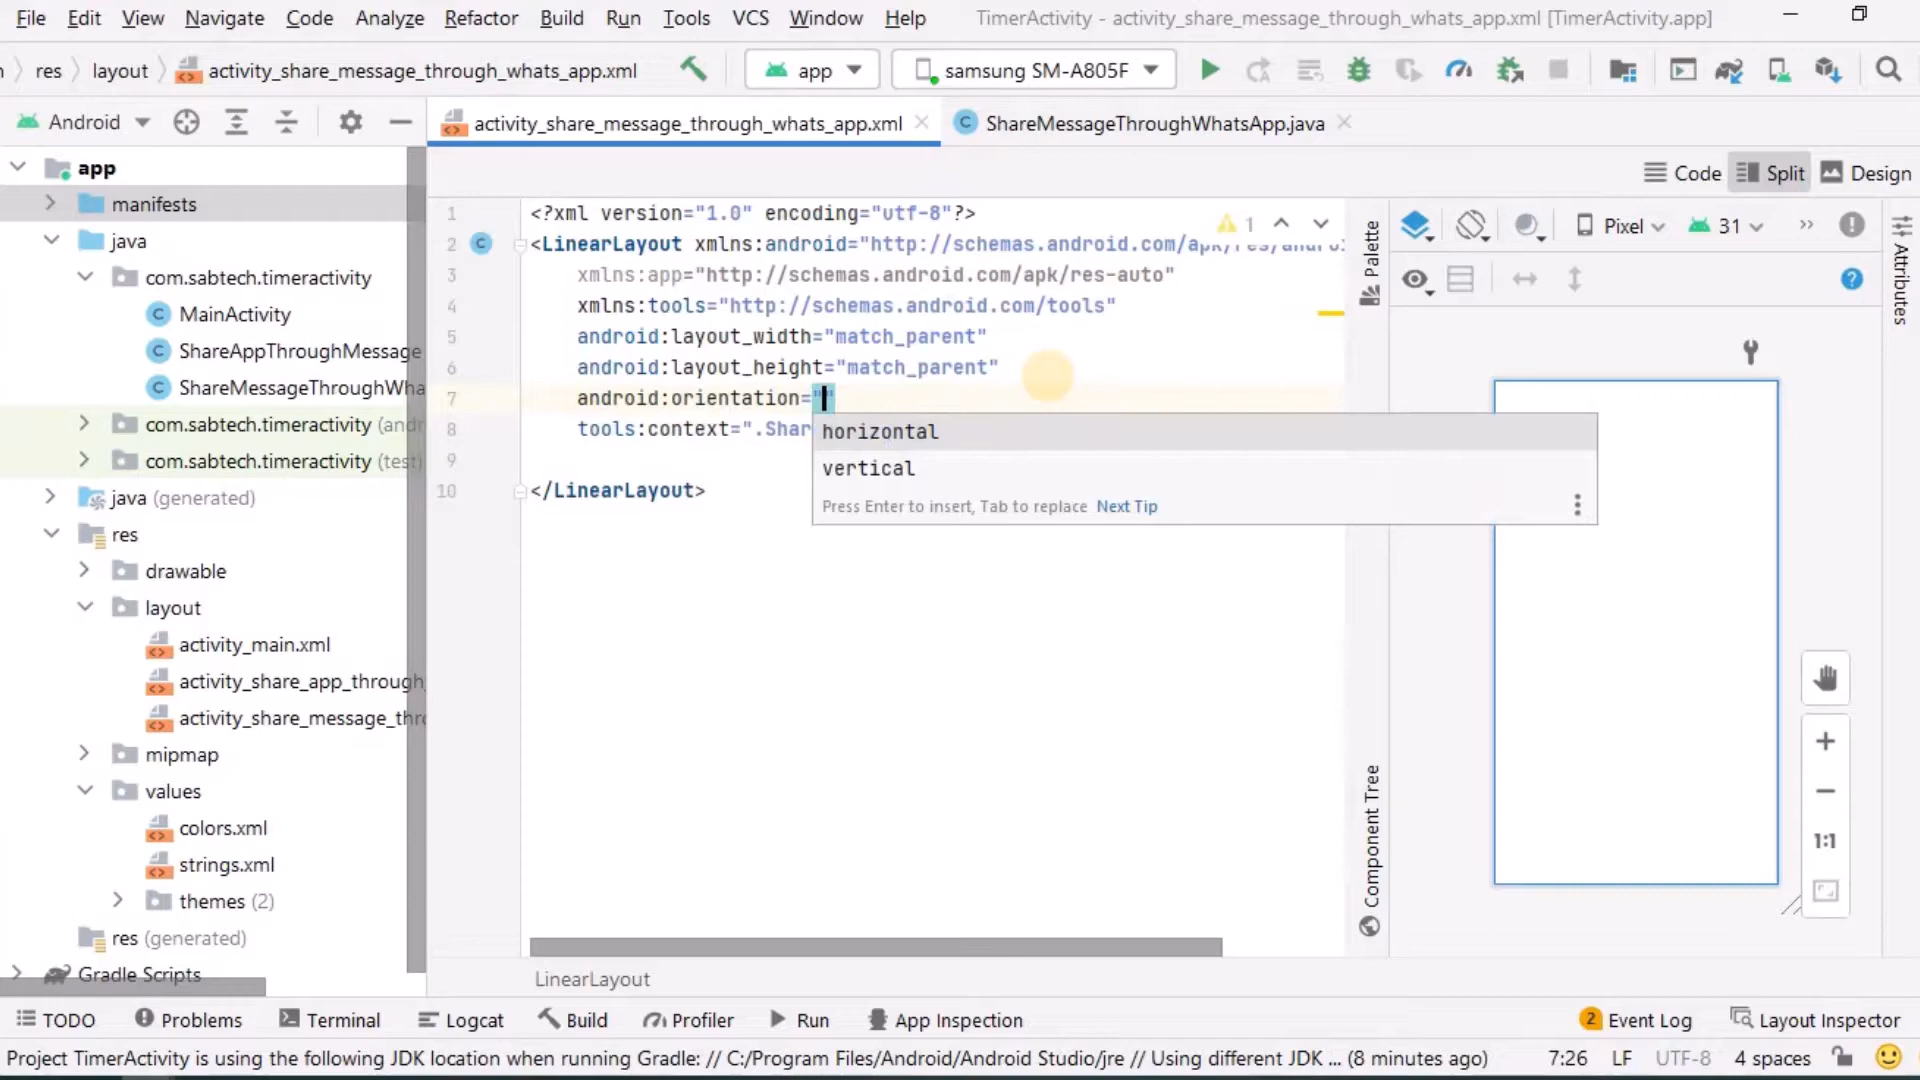 File Edit View Navigate Code Analyze Refactor Build Run Tools VCS Window Help TimerActivity - activity_share_message_through_whats_app.xml [TimerActivity.app]
res layout activity_share_message_through_whats_app.xml app samsung SM-A805F
Android activity_share_message_through_whats_app.xml ShareMessageThroughWhatsApp.java
Code Split Design
app
manifests
java
com.sabtech.timeractivity
MainActivity
ShareAppThroughMessage
ShareMessageThroughWha
com.sabtech.timeractivity (andr
com.sabtech.timeractivity (test)
java (generated)
res
drawable
layout
activity_main.xml
activity_share_app_through_
activity_share_message_thro
mipmap
values
colors.xml
strings.xml
themes (2)
res (generated)
Gradle Scripts
1 <?xml version="1.0" encoding="utf-8"?>
2 <LinearLayout xmlns:android="http://schemas.android.com/apk/res/androi
3 xmlns:app="http://schemas.android.com/apk/res-auto"
4 xmlns:tools="http://schemas.android.com/tools"
5 android:layout_width="match_parent"
6 android:layout_height="match_parent"
7 android:orientation=""
8 tools:context=".Shar
9
10 </LinearLayout>
1
horizontal
vertical
Press Enter to insert, Tab to replace Next Tip
LinearLayout
Palette
Component Tree
Pixel 31
Attributes
1:1
TODO Problems Terminal Logcat Build Profiler Run App Inspection 2 Event Log Layout Inspector
Project TimerActivity is using the following JDK location when running Gradle: // C:/Program Files/Android/Android Studio/jre // Using different JDK ... (8 minutes ago) 7:26 LF UTF-8 4 spaces